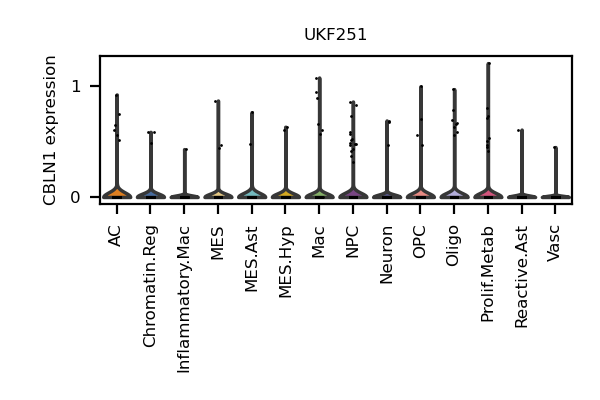 UKF251
CBLN1 expression
1
0
AC
Chromatin.Reg
Inflammatory.Mac
MES
MES.Ast
MES.Hyp
Mac
NPC
Neuron
OPC
Oligo
Prolif.Metab
Reactive.Ast
Vasc